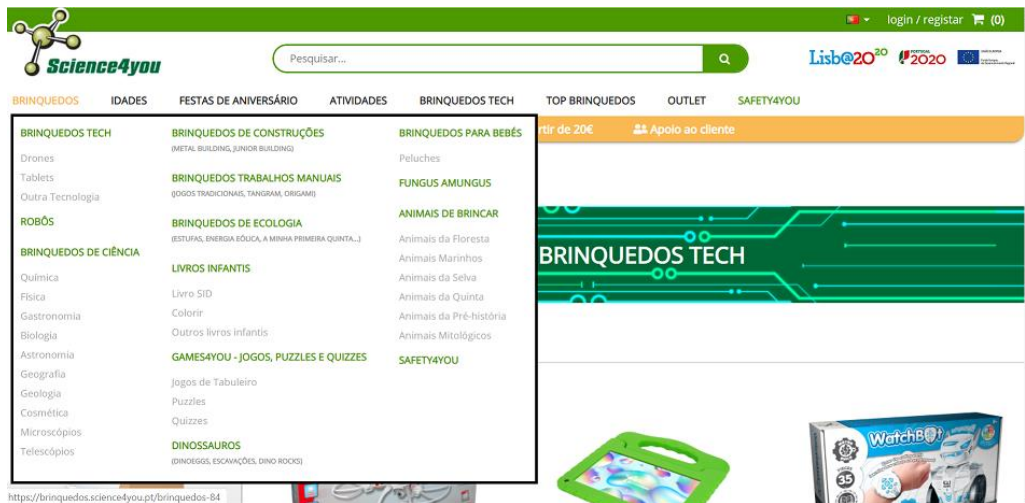 login / registar (0)
Science4you
Pesquisar...
Lisb@20²⁰ PORTUGAL 2020
BRINQUEDOS IDADES FESTAS DE ANIVERSÁRIO ATIVIDADES BRINQUEDOS TECH TOP BRINQUEDOS OUTLET SAFETY4YOU
rtir de 20€ Apoio ao cliente
BRINQUEDOS TECH
Drones
Tablets
Outra Tecnologia
ROBÔS
BRINQUEDOS DE CIÊNCIA
Química
Física
Gastronomia
Biologia
Astronomia
Geografia
Geologia
Cosmética
Microscópios
Telescópios
BRINQUEDOS DE CONSTRUÇÕES
(METAL BUILDING, JUNIOR BUILDING)
BRINQUEDOS TRABALHOS MANUAIS
(JOGOS TRADICIONAIS, TANGRAM, ORIGAMI)
BRINQUEDOS DE ECOLOGIA
(ESTUFAS, ENERGIA EÓLICA, A MINHA PRIMEIRA QUINTA...)
LIVROS INFANTIS
Livro SID
Colorir
Outros livros infantis
GAMES4YOU - JOGOS, PUZZLES E QUIZZES
Jogos de Tabuleiro
Puzzles
Quizzes
DINOSSAUROS
(DINOEGGS, ESCAVAÇÕES, DINO ROCKS)
BRINQUEDOS PARA BEBÉS
Peluches
FUNGUS AMUNGUS
ANIMAIS DE BRINCAR
Animais da Floresta
Animais Marinhos
Animais da Selva
Animais da Quinta
Animais da Pré-história
Animais Mitológicos
SAFETY4YOU
BRINQUEDOS TECH
WatchBot
35
https://brinquedos.science4you.pt/brinquedos-84